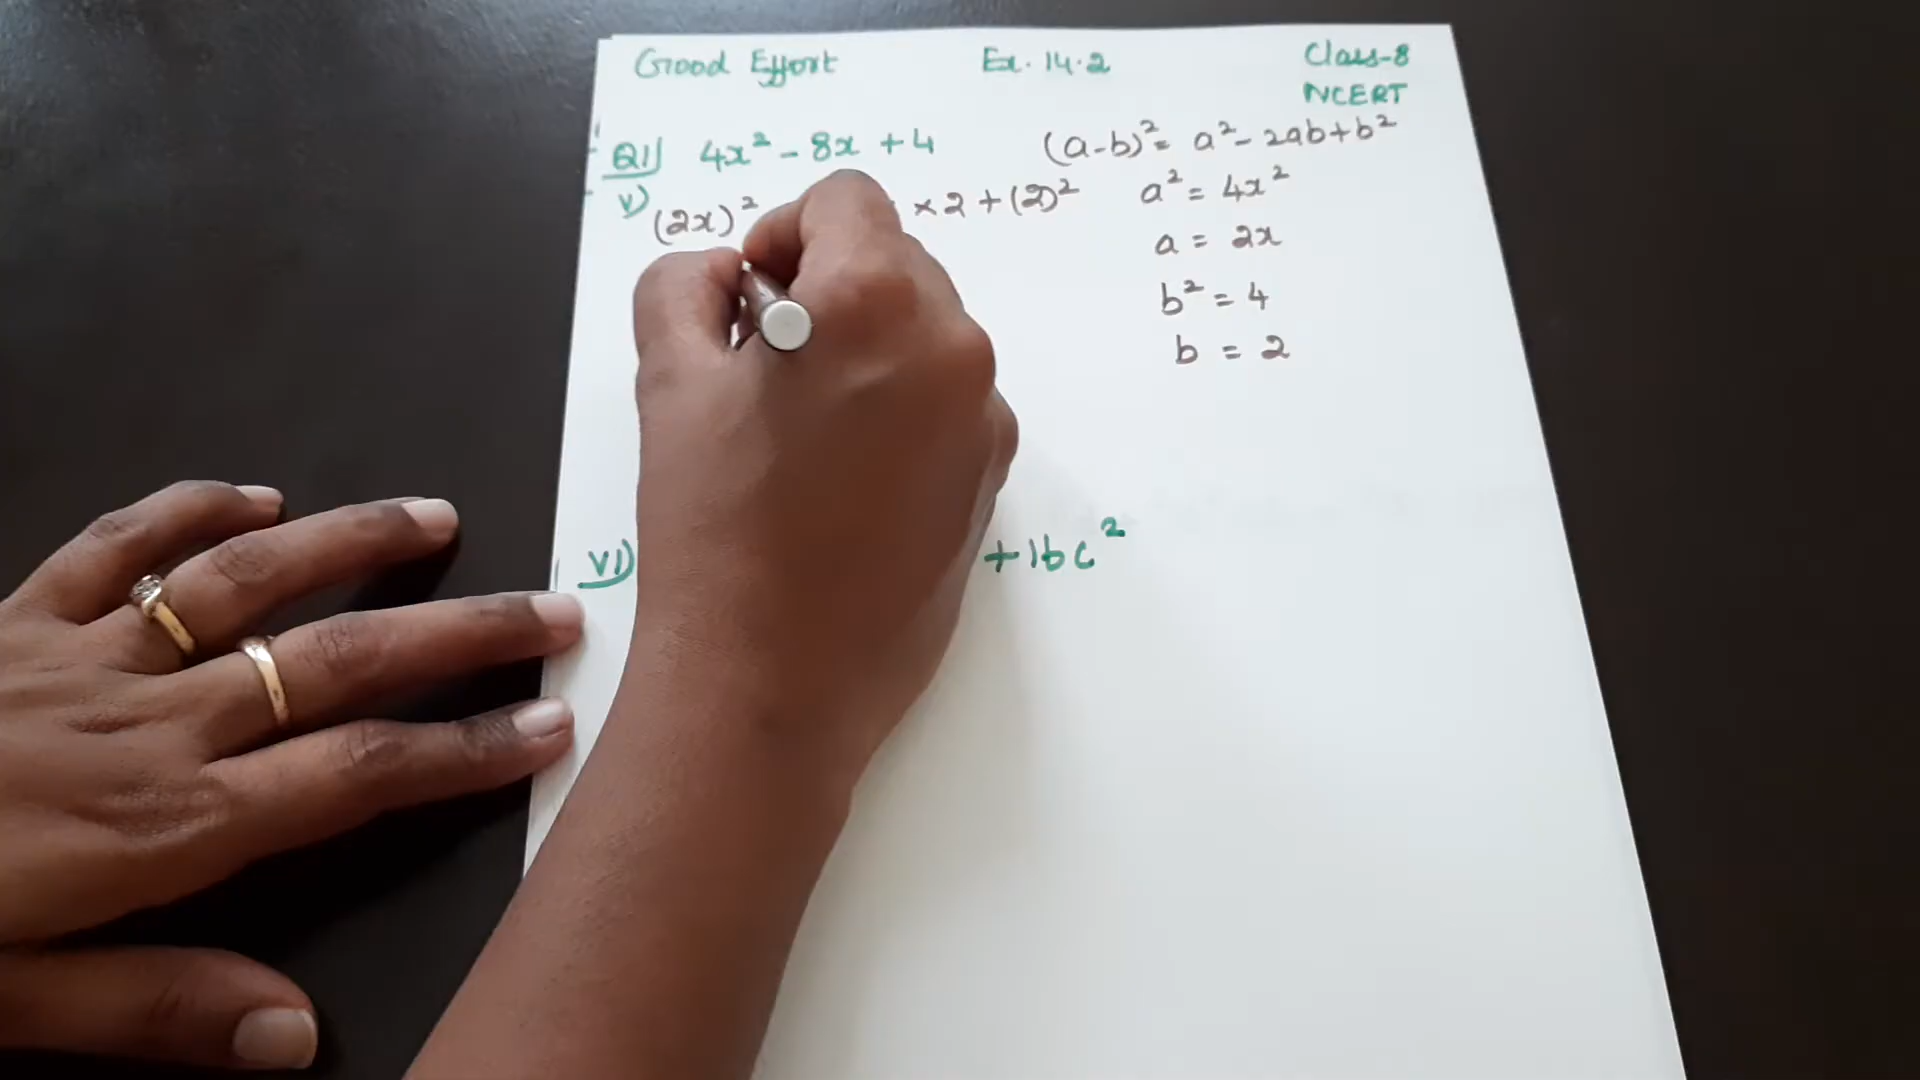 Good Effort Ex. 14.2 Class-8
NCERT
Q1) 4x² - 8x + 4 (a-b)² = a² - 2ab + b²
v) (2x)² × 2 + (2)² a² = 4x²
a = 2x
b² = 4
b = 2
VI) + 16c²